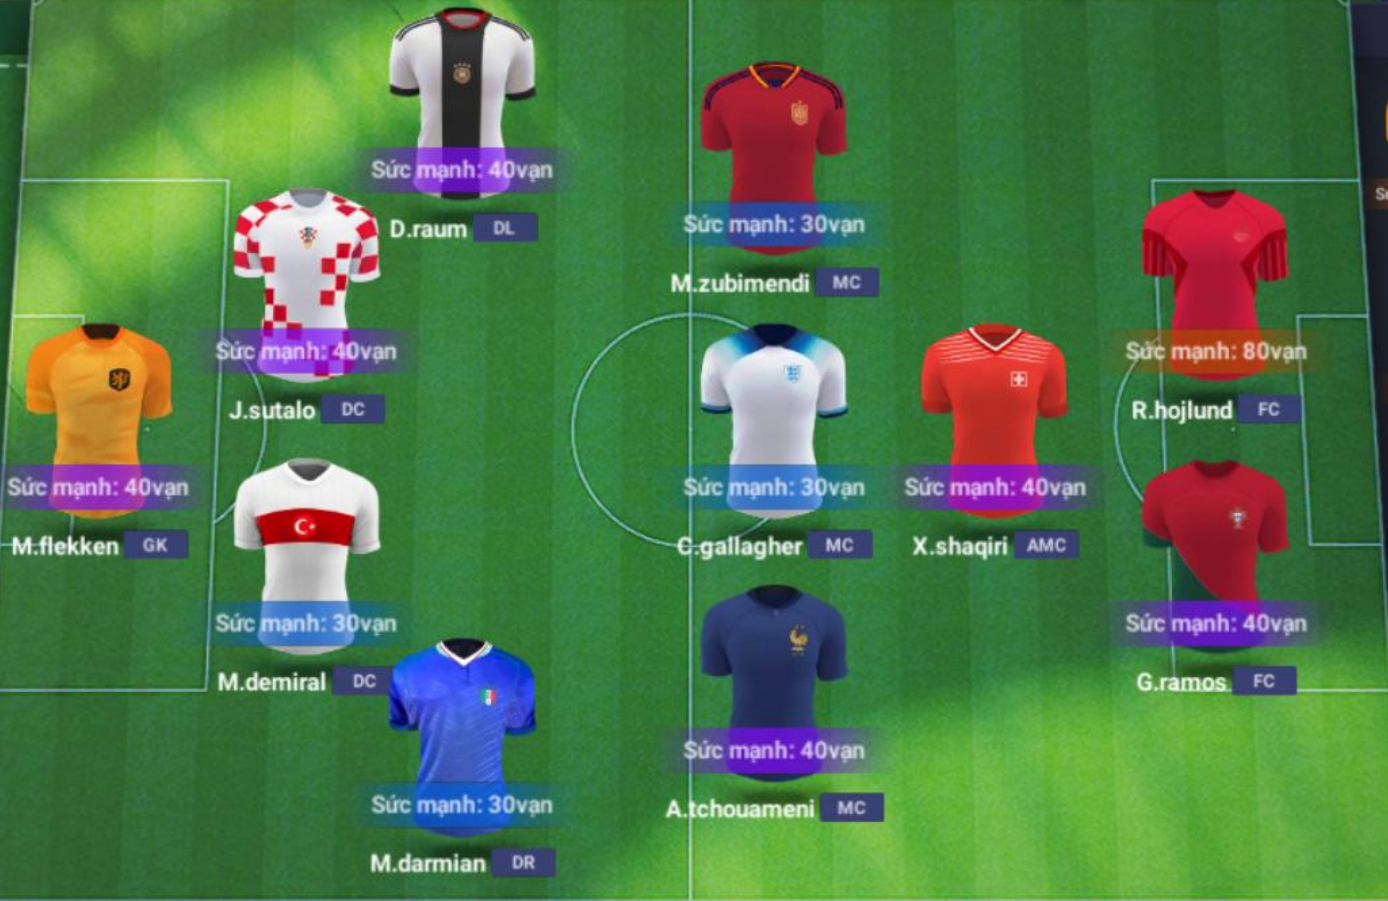 Sức mạnh: 40vạn
D.raum DL
Sức mạnh: 30vạn
M.zubimendi MC
Sức mạnh: 40vạn
J.sutalo DC
Sức mạnh: 80vạn
R.hojlund FC
Sức mạnh: 40vạn
M.flekken GK
Sức mạnh: 30vạn
C.gallagher MC
Sức mạnh: 40vạn
X.shaqiri AMC
Sức mạnh: 30vạn
M.demiral DC
Sức mạnh: 40vạn
G.ramos FC
Sức mạnh: 30vạn
M.darmian DR
Sức mạnh: 40vạn
A.tchouameni MC